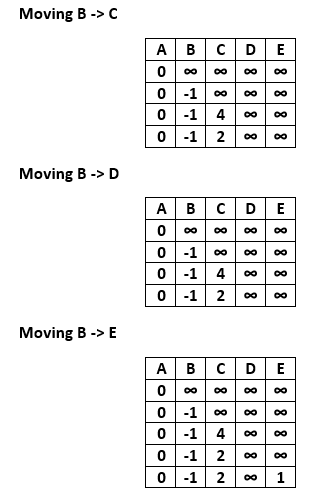 Moving B -> C
A B C D E
0 ∞ ∞ ∞ ∞
0 -1 ∞ ∞ ∞
0 -1 4 ∞ ∞
0 -1 2 ∞ ∞
Moving B -> D
A B C D E
0 ∞ ∞ ∞ ∞
0 -1 ∞ ∞ ∞
0 -1 4 ∞ ∞
0 -1 2 ∞ ∞
Moving B -> E
A B C D E
0 ∞ ∞ ∞ ∞
0 -1 ∞ ∞ ∞
0 -1 4 ∞ ∞
0 -1 2 ∞ ∞
0 -1 2 ∞ 1